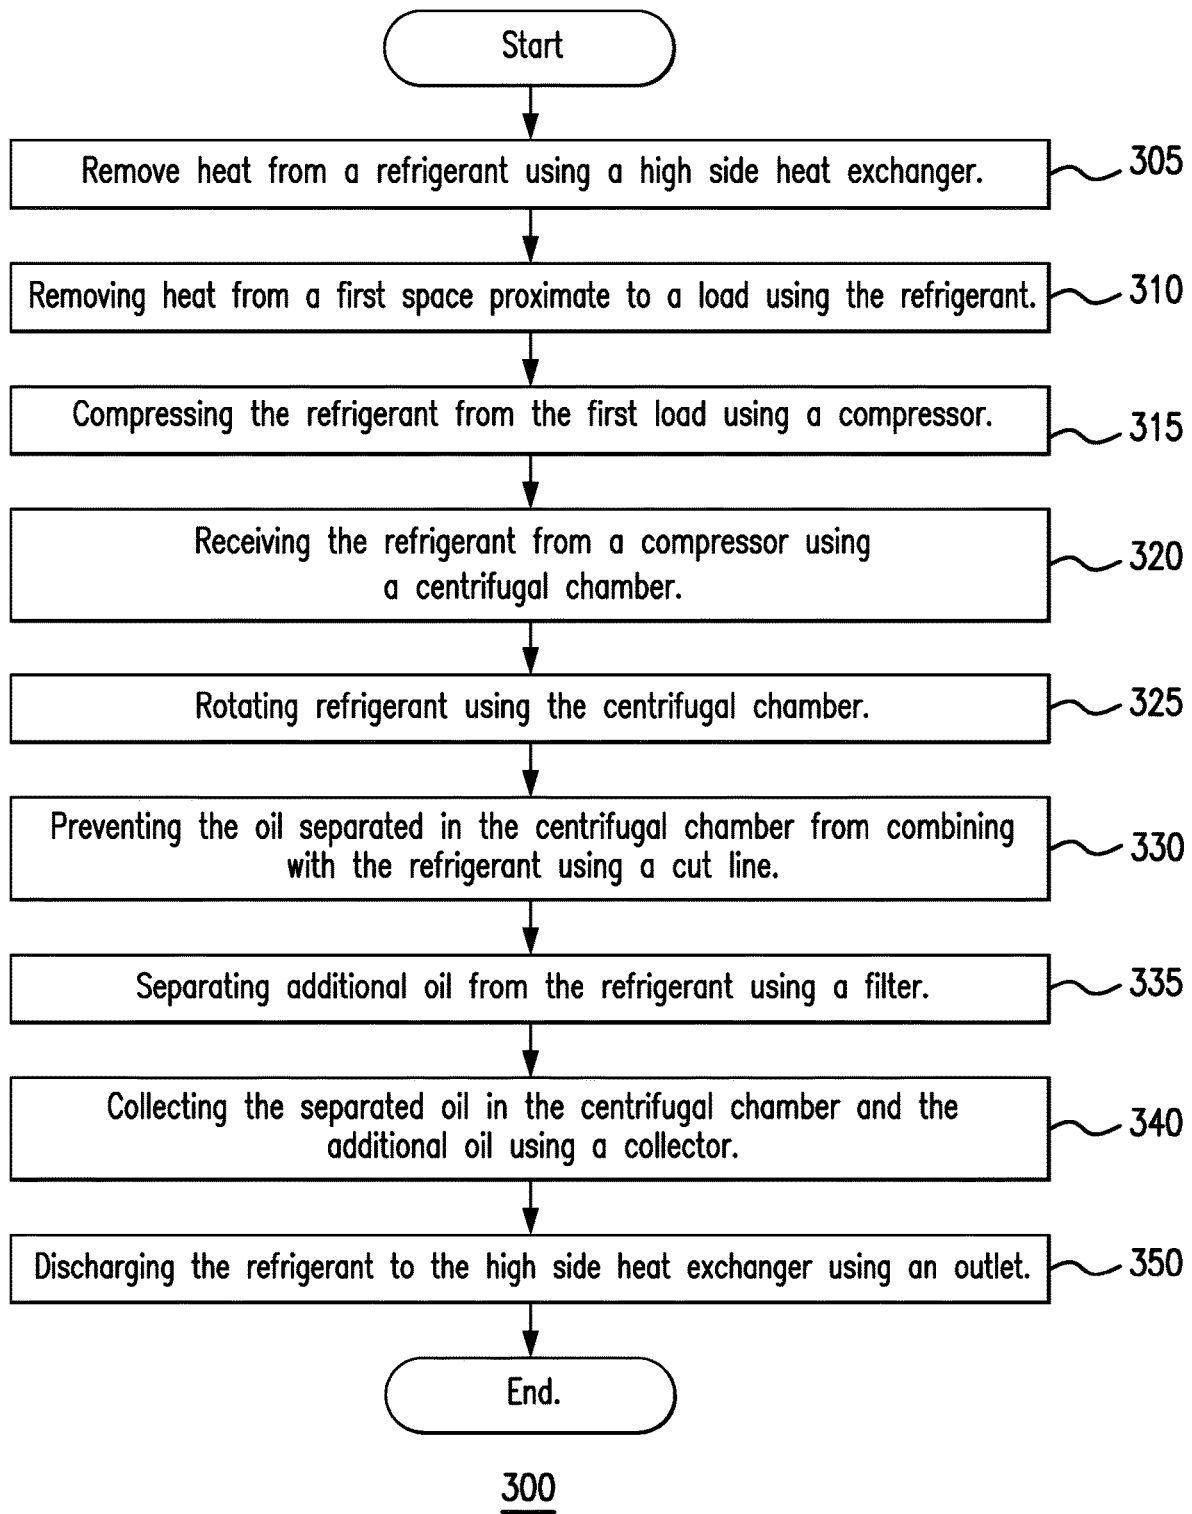 Start
Remove heat from a refrigerant using a high side heat exchanger.
305
Removing heat from a first space proximate to a load using the refrigerant.
310
Compressing the refrigerant from the first load using a compressor.
315
Receiving the refrigerant from a compressor using
a centrifugal chamber.
320
Rotating refrigerant using the centrifugal chamber.
325
Preventing the oil separated in the centrifugal chamber from combining
with the refrigerant using a cut line.
330
Separating additional oil from the refrigerant using a filter.
335
Collecting the separated oil in the centrifugal chamber and the
additional oil using a collector.
340
Discharging the refrigerant to the high side heat exchanger using an outlet.
350
End.
300